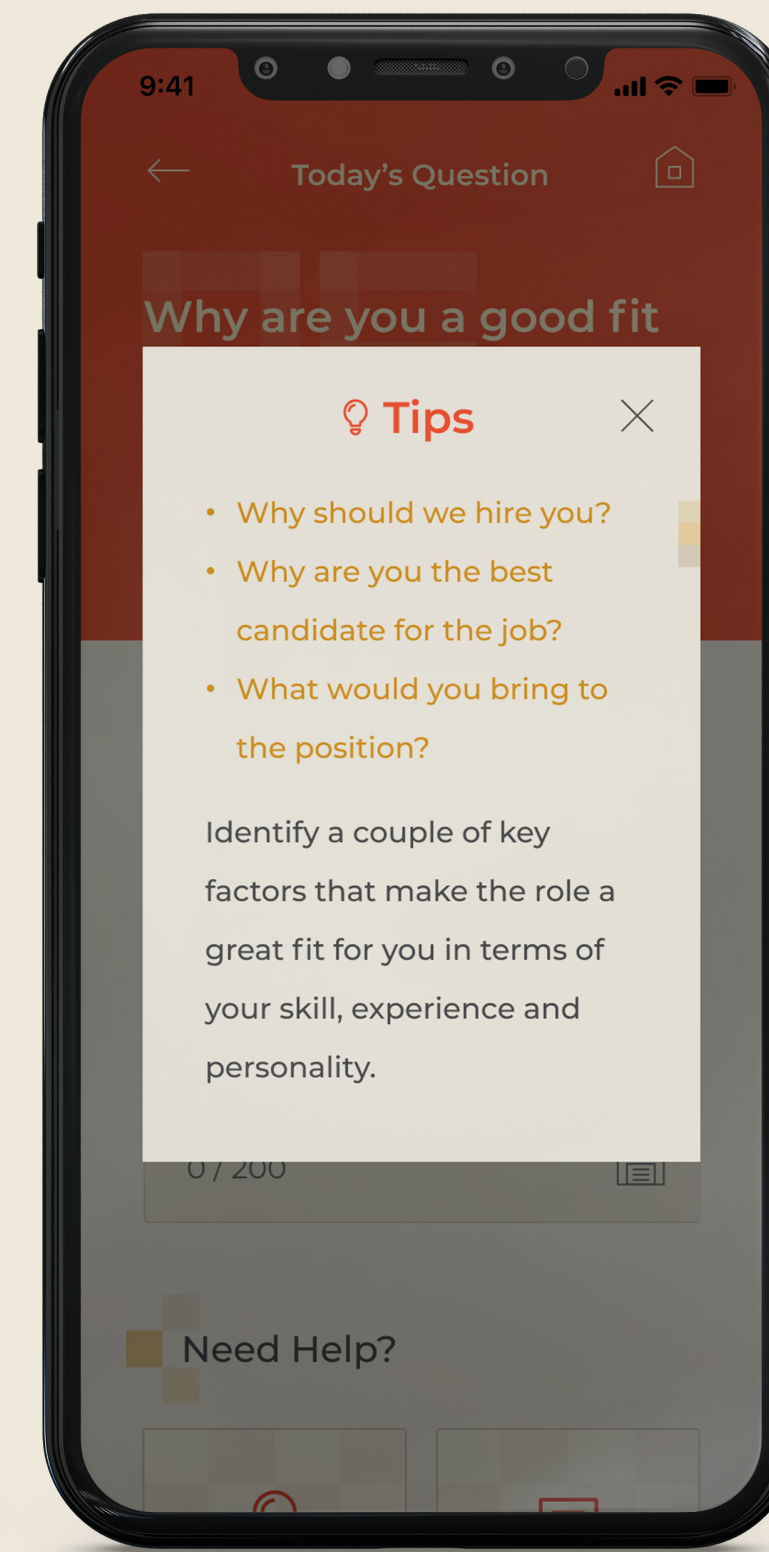 9:41
Today's Question
Why are you a good fit
Tips
• Why should we hire you?
• Why are you the best
candidate for the job?
• What would you bring to
the position?
Identify a couple of key
factors that make the role a
great fit for you in terms of
your skill, experience and
personality.
0 / 200
Need Help?